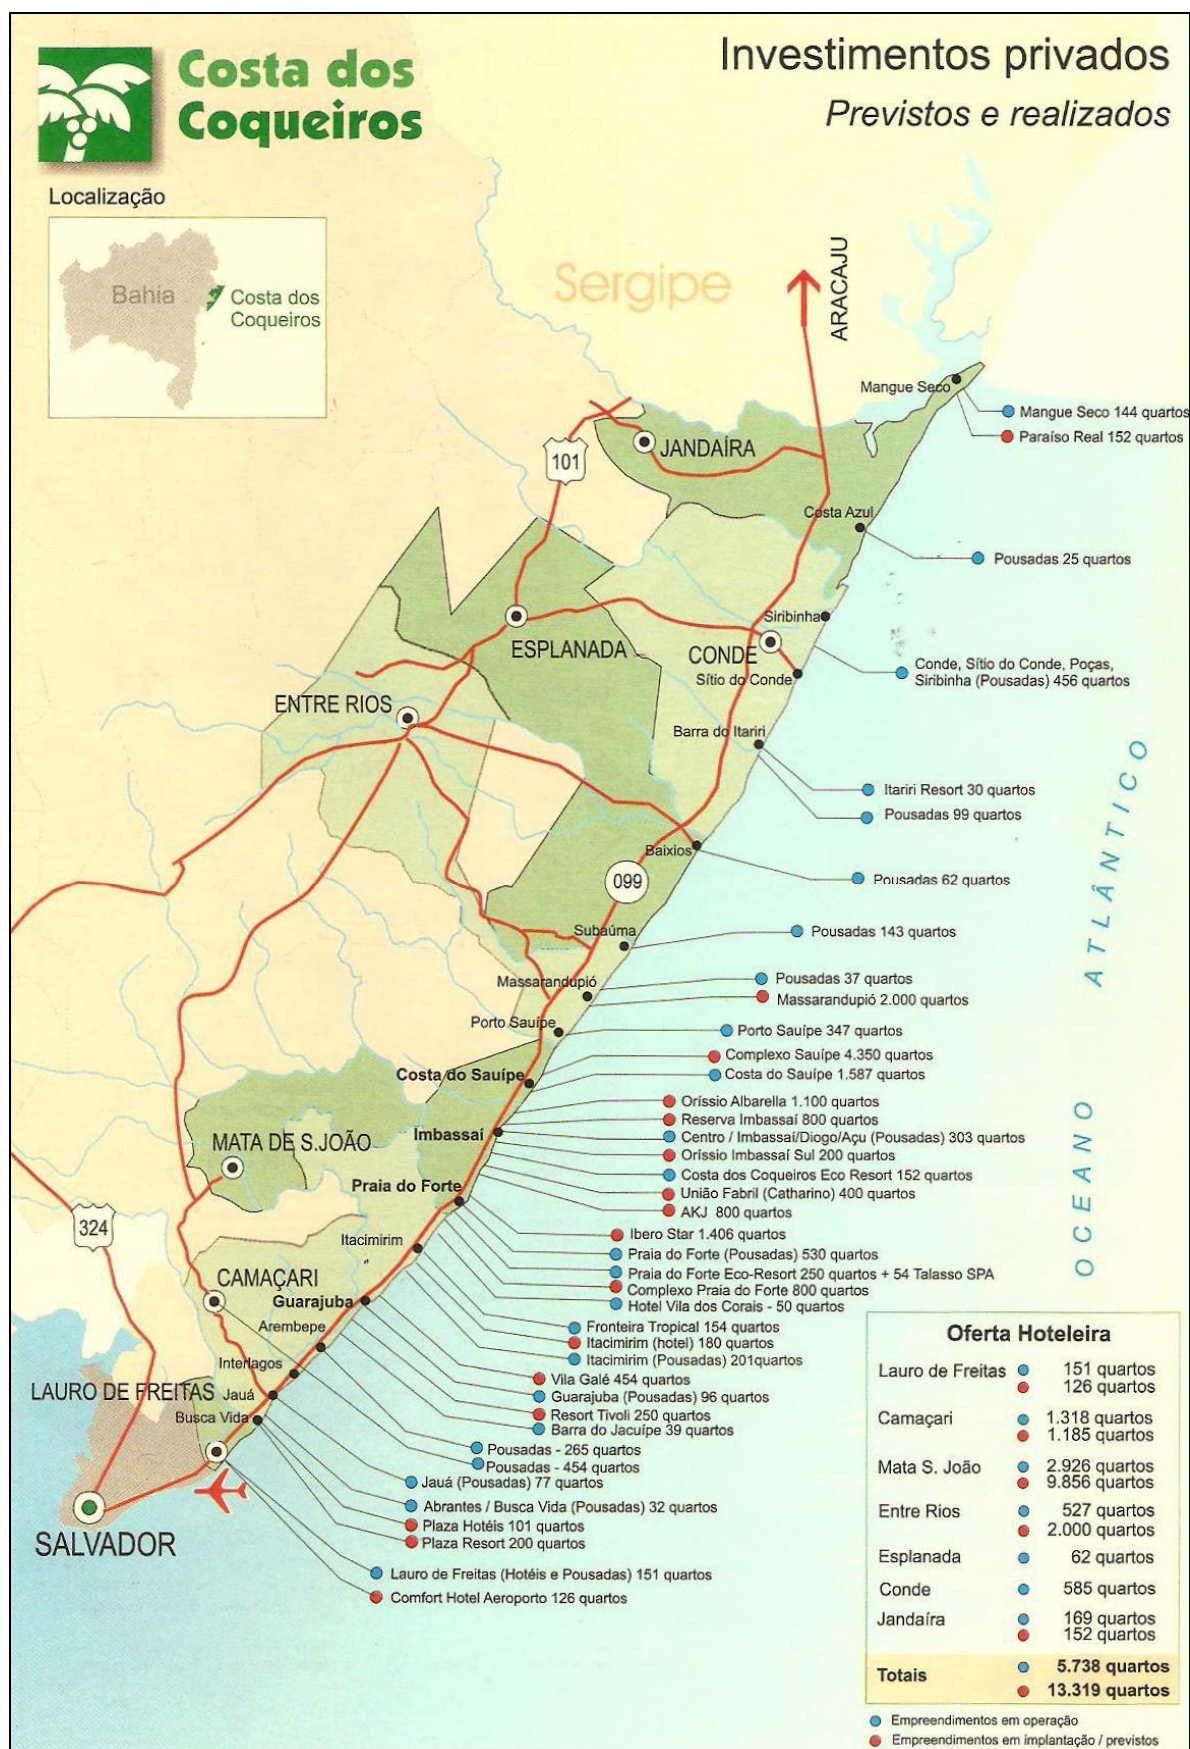 Costa dos
Coqueiros
Investimentos privados
Previstos e realizados
Localização
Bahia
Costa dos
Coqueiros
Sergipe
ARACAJU
Mangue Seco
Mangue Seco 144 quartos
Paraíso Real 152 quartos
101
JANDAÍRA
Costa Azul
Pousadas 25 quartos
Siribinha
ESPLANADA
CONDE
Sítio do Conde
Conde, Sítio do Conde, Poças,
Siribinha (Pousadas) 456 quartos
ENTRE RIOS
Barra do Itariri
Itariri Resort 30 quartos
Pousadas 99 quartos
Baixios
099
Pousadas 62 quartos
Subaúma
Pousadas 143 quartos
Massarandupió
Pousadas 37 quartos
Massarandupió 2.000 quartos
Porto Sauípe
Porto Sauípe 347 quartos
Complexo Sauípe 4.350 quartos
Costa do Sauípe
Costa do Sauípe 1.587 quartos
Oríssio Albarella 1.100 quartos
Reserva Imbassaí 800 quartos
Imbassaí
Centro / Imbassaí/Diogo/Açu (Pousadas) 303 quartos
MATA DE S.JOÃO
Oríssio Imbassaí Sul 200 quartos
Costa dos Coqueiros Eco Resort 152 quartos
Praia do Forte
União Fabril (Catharino) 400 quartos
AKJ 800 quartos
324
Itacimirim
Ibero Star 1.406 quartos
Praia do Forte (Pousadas) 530 quartos
Praia do Forte Eco-Resort 250 quartos + 54 Talasso SPA
Complexo Praia do Forte 800 quartos
Hotel Vila dos Corais - 50 quartos
CAMAÇARI
Guarajuba
Arembepe
Fronteira Tropical 154 quartos
Itacimirim (hotel) 180 quartos
Itacimirim (Pousadas) 201quartos
Interlagos
Vila Galé 454 quartos
Guarajuba (Pousadas) 96 quartos
Resort Tivoli 250 quartos
Barra do Jacuípe 39 quartos
LAURO DE FREITAS
Jauá
Busca Vida
Pousadas - 265 quartos
Pousadas - 454 quartos
Jauá (Pousadas) 77 quartos
Abrantes / Busca Vida (Pousadas) 32 quartos
Plaza Hotéis 101 quartos
Plaza Resort 200 quartos
SALVADOR
Lauro de Freitas (Hotéis e Pousadas) 151 quartos
Comfort Hotel Aeroporto 126 quartos
OCEANO ATLÂNTICO
Oferta Hoteleira
Lauro de Freitas 151 quartos
126 quartos
Camaçari 1.318 quartos
1.185 quartos
Mata S. João 2.926 quartos
9.856 quartos
Entre Rios 527 quartos
2.000 quartos
Esplanada 62 quartos
Conde 585 quartos
Jandaíra 169 quartos
152 quartos
Totais 5.738 quartos
13.319 quartos
Empreendimentos em operação
Empreendimentos em implantação / previstos